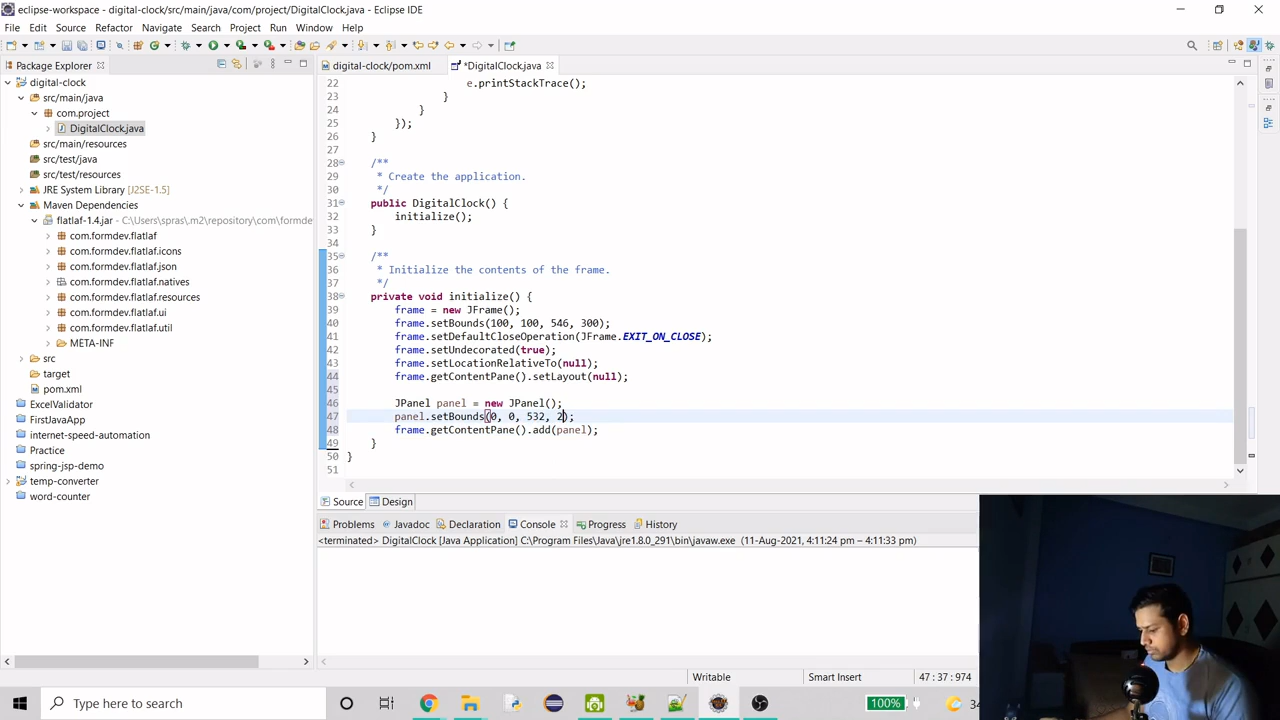 eclipse-workspace - digital-clock/src/main/java/com/project/DigitalClock.java - Eclipse IDE
File Edit Source Refactor Navigate Search Project Run Window Help
Package Explorer
digital-clock
src/main/java
com.project
DigitalClock.java
src/main/resources
src/test/java
src/test/resources
JRE System Library [J2SE-1.5]
Maven Dependencies
flatlaf-1.4.jar - C:\Users\spras\.m2\repository\com\formde
com.formdev.flatlaf
com.formdev.flatlaf.icons
com.formdev.flatlaf.json
com.formdev.flatlaf.natives
com.formdev.flatlaf.resources
com.formdev.flatlaf.ui
com.formdev.flatlaf.util
META-INF
src
target
pom.xml
ExcelValidator
FirstJavaApp
internet-speed-activity
Practice
spring-jsp-demo
temp-converter
word-counter
digital-clock/pom.xml *DigitalClock.java
22 e.printStackTrace();
23 }
24 }
25 });
26 }
27
28 /**
29 * Create the application.
30 */
31 public DigitalClock() {
32 initialize();
33 }
34
35 /**
36 * Initialize the contents of the frame.
37 */
38 private void initialize() {
39 frame = new JFrame();
40 frame.setBounds(100, 100, 546, 300);
41 frame.setDefaultCloseOperation(JFrame.EXIT_ON_CLOSE);
42 frame.setUndecorated(true);
43 frame.setLocationRelativeTo(null);
44 frame.getContentPane().setLayout(null);
45
46 JPanel panel = new JPanel();
47 panel.setBounds(0, 0, 532, 2);
48 frame.getContentPane().add(panel);
49 }
50 }
51
Source Design
Problems Javadoc Declaration Console Progress History
<terminated> DigitalClock [Java Application] C:\Program Files\Java\jre1.8.0_291\bin\javaw.exe (11-Aug-2021, 4:11:24 pm – 4:11:33 pm)
Writable Smart Insert 47 : 37 : 974
Type here to search
100%